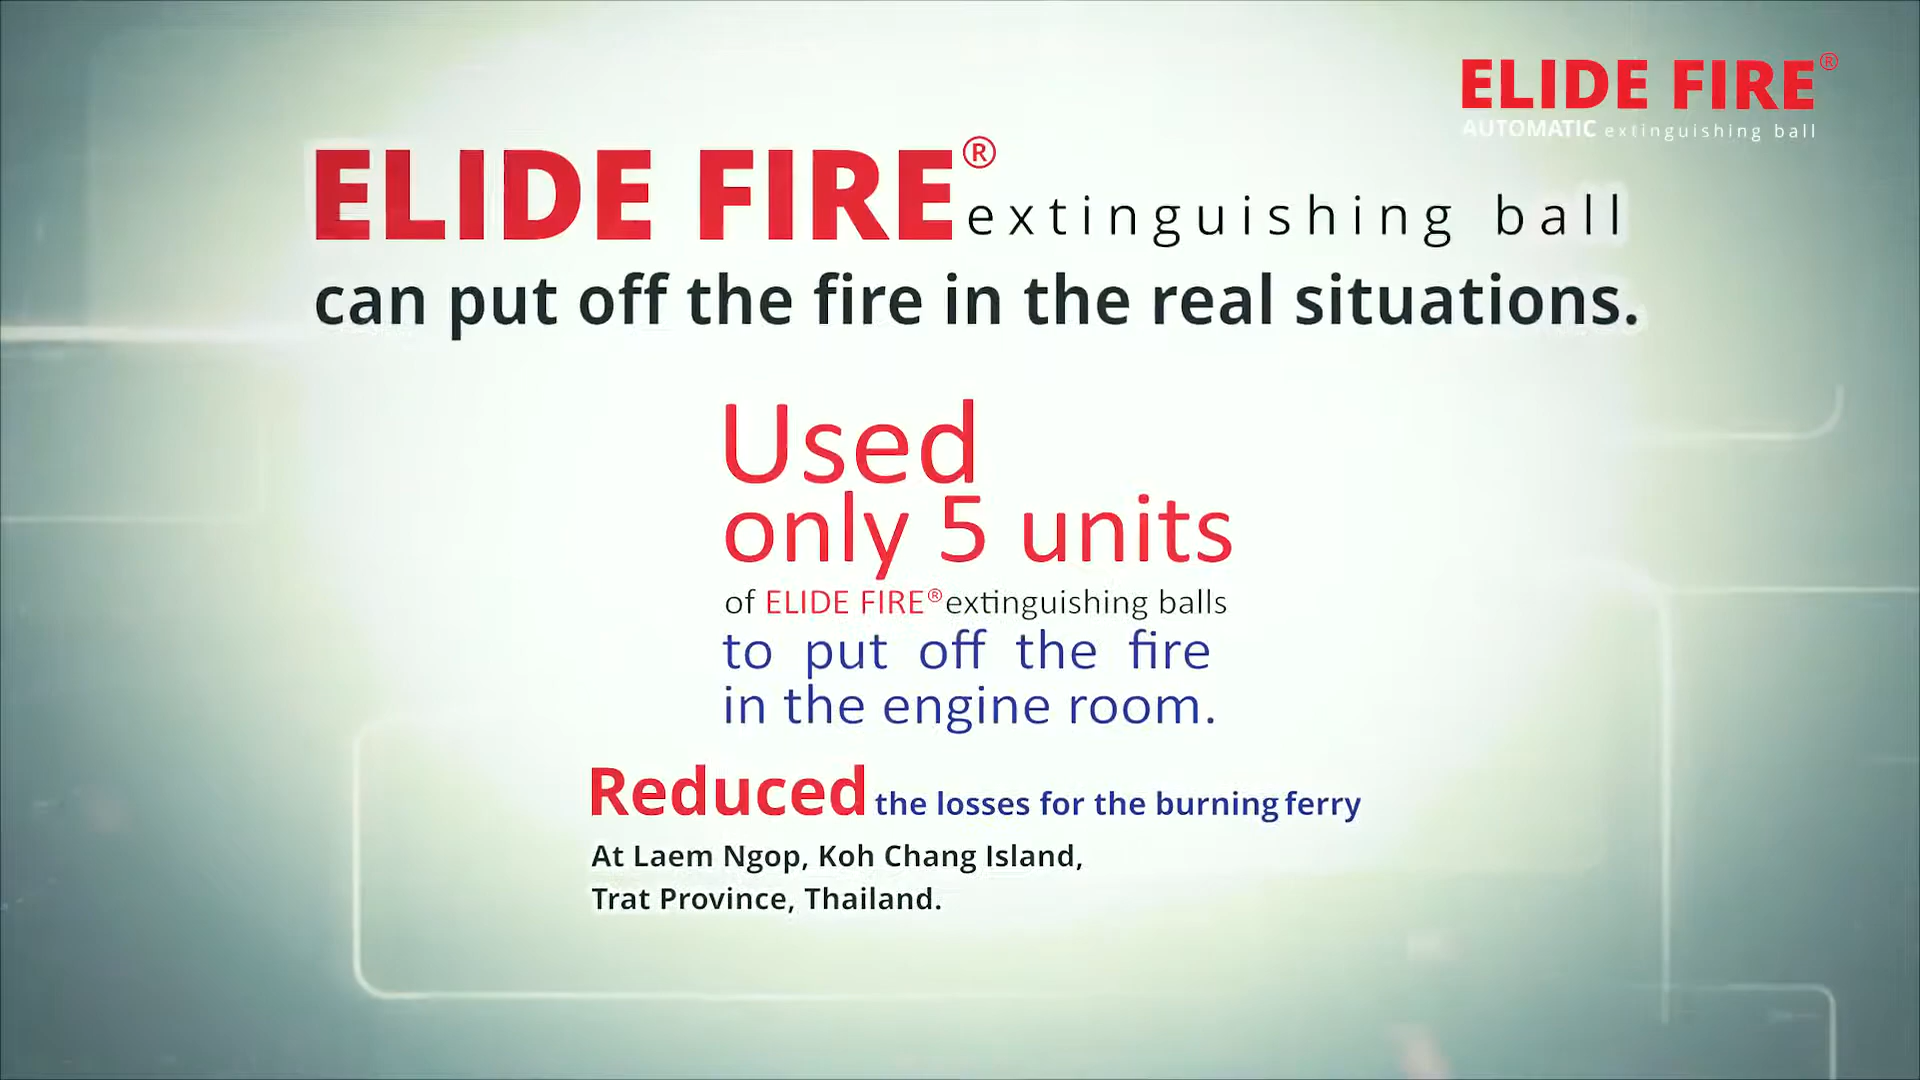 ELIDE FIRE®
AUTOMATIC extinguishing ball
ELIDE FIRE® extinguishing ball
can put off the fire in the real situations.
Used
only 5 units
of ELIDE FIRE® extinguishing balls
to put off the fire
in the engine room.
Reduced the losses for the burning ferry
At Laem Ngop, Koh Chang Island,
Trat Province, Thailand.